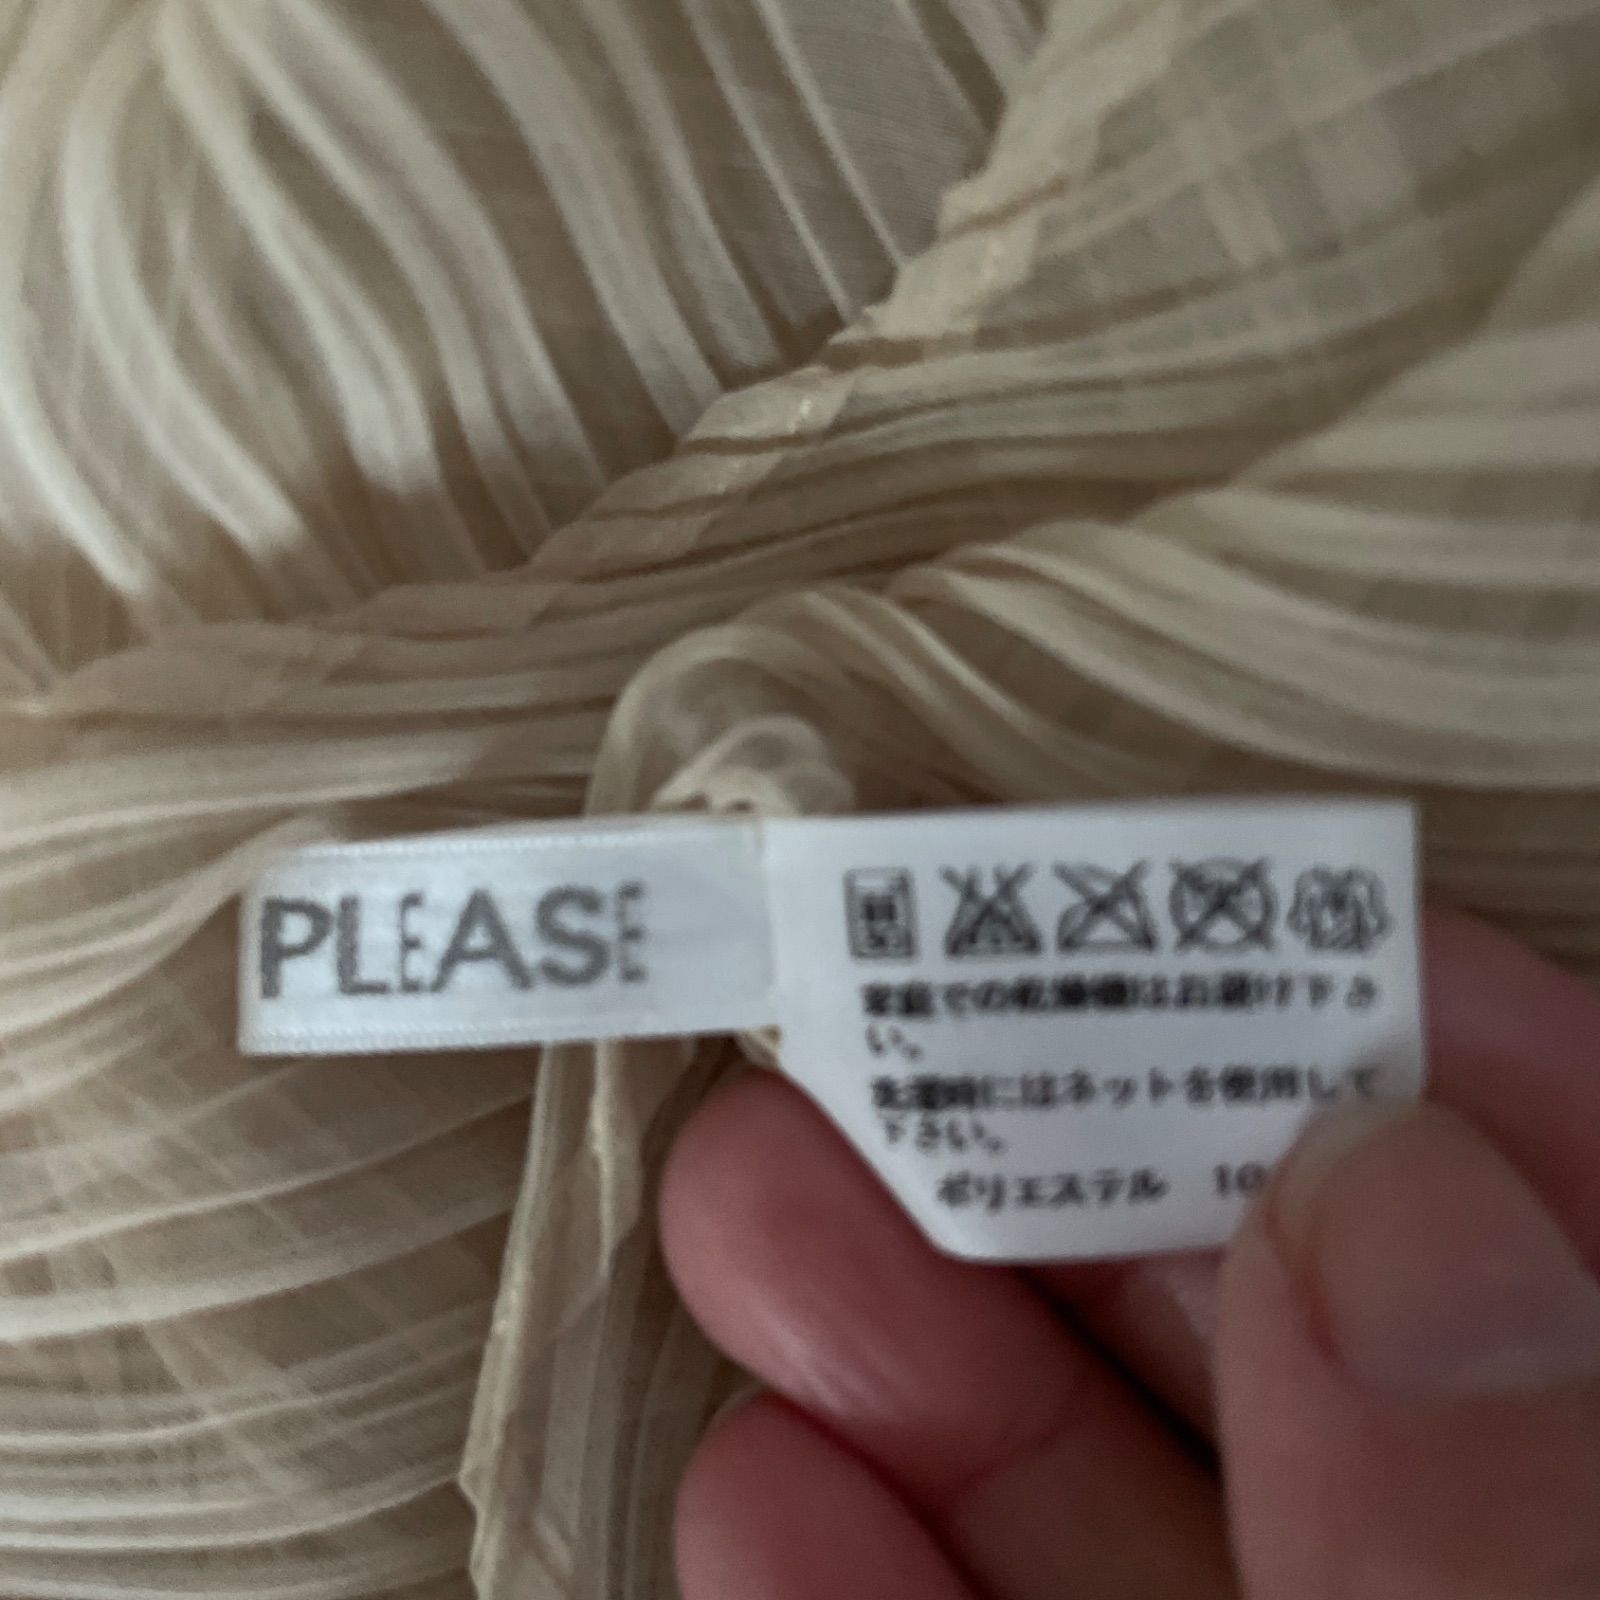 PLEASE
家庭での乾燥機はお避け下さ
い。
洗濯時にはネットを使用して
下さい。
ポリエステル 10